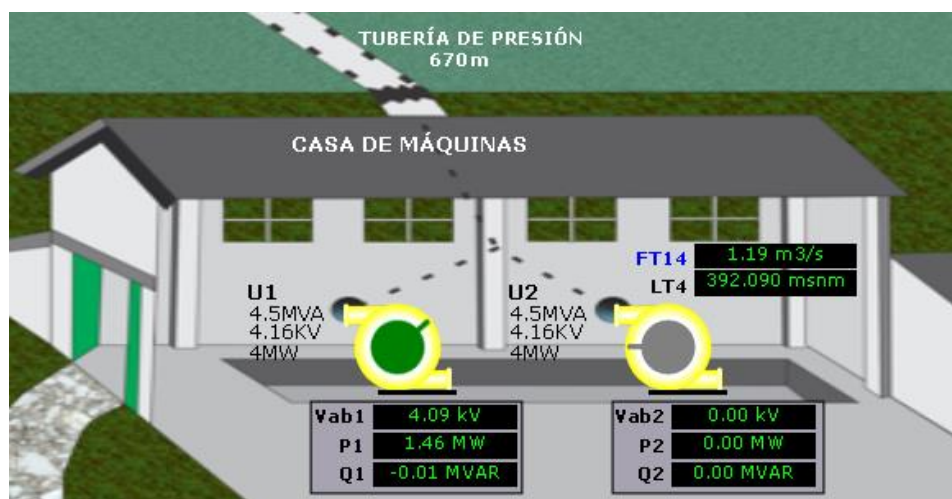 TUBERÍA DE PRESIÓN
670m
CASA DE MÁQUINAS
FT14 1.19 m3/s
LT4 392.090 msnm
U1
4.5MVA
4.16KV
4MW
U2
4.5MVA
4.16KV
4MW
Vab1 4.09 kV
P1 1.46 MW
Q1 -0.01 MVAR
Vab2 0.00 kV
P2 0.00 MW
Q2 0.00 MVAR